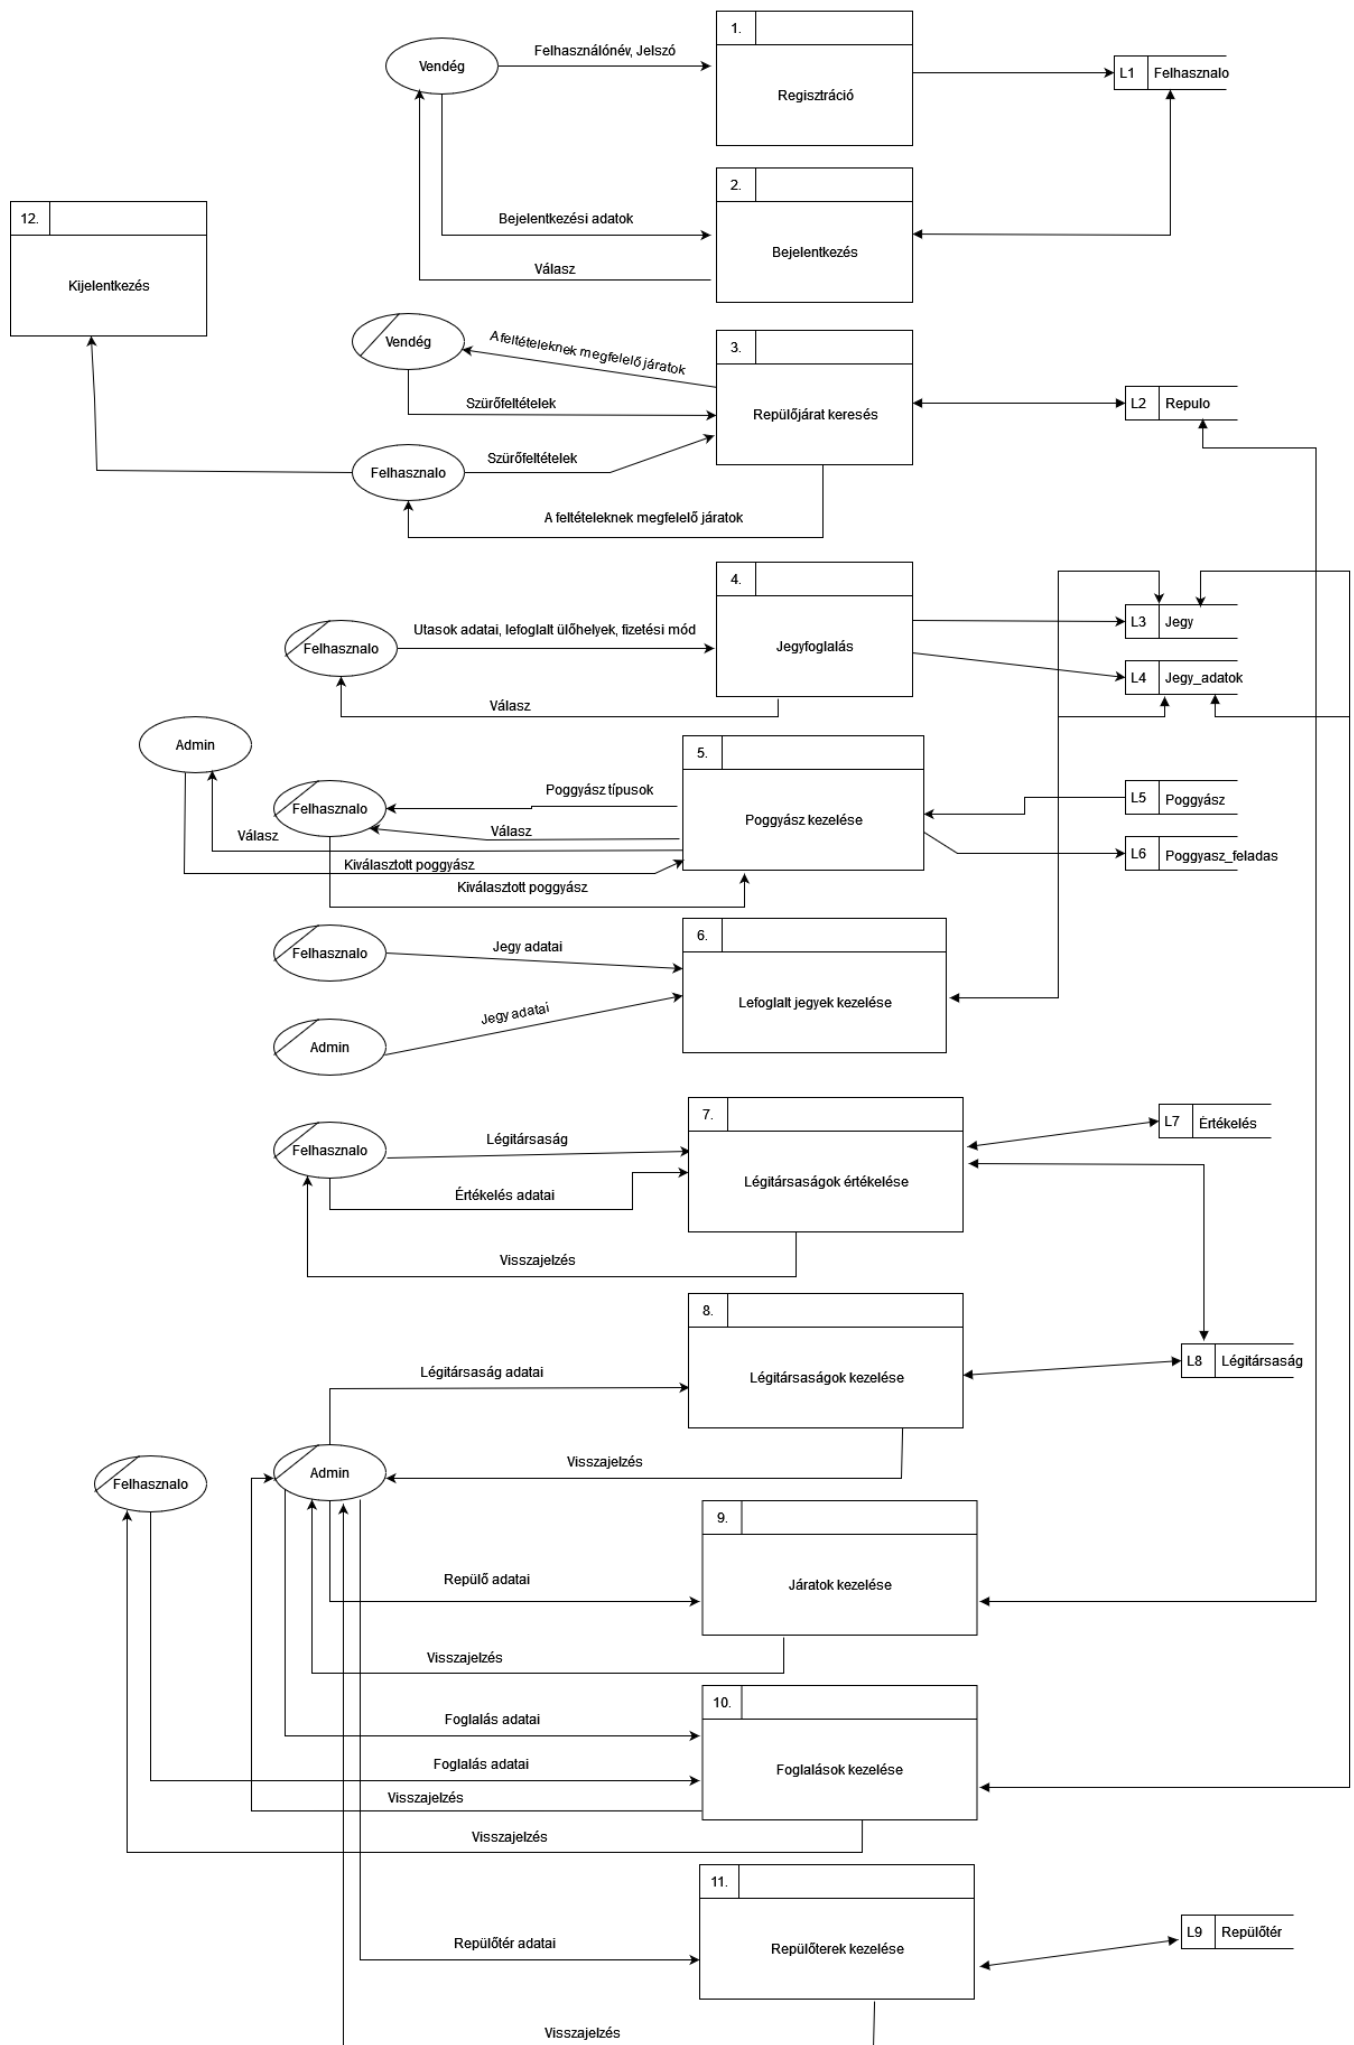 1.
Vendég
Felhasználónév, Jelszó
Regisztráció
L1
Felhasznalo
2.
Bejelentkezési adatok
Bejelentkezés
Válasz
12.
Kijelentkezés
3.
Vendég
A feltételeknek megfelelő járatok
Szürőfeltételek
Repülőjárat keresés
L2
Repulo
Felhasznalo
Szürőfeltételek
A feltételeknek megfelelő járatok
4.
Felhasznalo
Utasok adatai, lefoglalt ülőhelyek, fizetési mód
Jegyfoglalás
L3
Jegy
L4
Jegy_adatok
Válasz
Admin
5.
Felhasznalo
Poggyász típusok
Poggyász kezelése
L5
Poggyász
Válasz
Válasz
L6
Poggyasz_feladas
Kiválasztott poggyász
Kiválasztott poggyász
6.
Felhasznalo
Jegy adatai
Lefoglalt jegyek kezelése
Jegy adatai
Admin
7.
L7
Értékelés
Felhasznalo
Légitársaság
Légitársaságok értékelése
Értékelés adatai
Visszajelzés
8.
Légitársaság adatai
Légitársaságok kezelése
L8
Légitársaság
Visszajelzés
Felhasznalo
Admin
9.
Repülő adatai
Járatok kezelése
Visszajelzés
10.
Foglalás adatai
Foglalás adatai
Foglalások kezelése
Visszajelzés
Visszajelzés
11.
Repülőtér adatai
Repülőterek kezelése
L9
Repülőtér
Visszajelzés